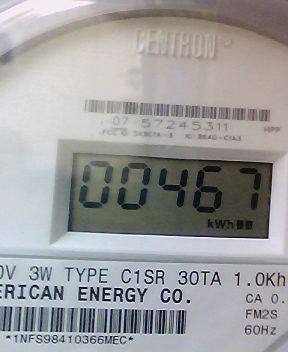 CENTRON®
07 57245311
HPP
00467
kWh
0V 3W TYPE C1SR 30TA 1.0Kh
ERICAN ENERGY CO.
CA 0.
FM2S
60Hz
*1NFS98410366MEC*